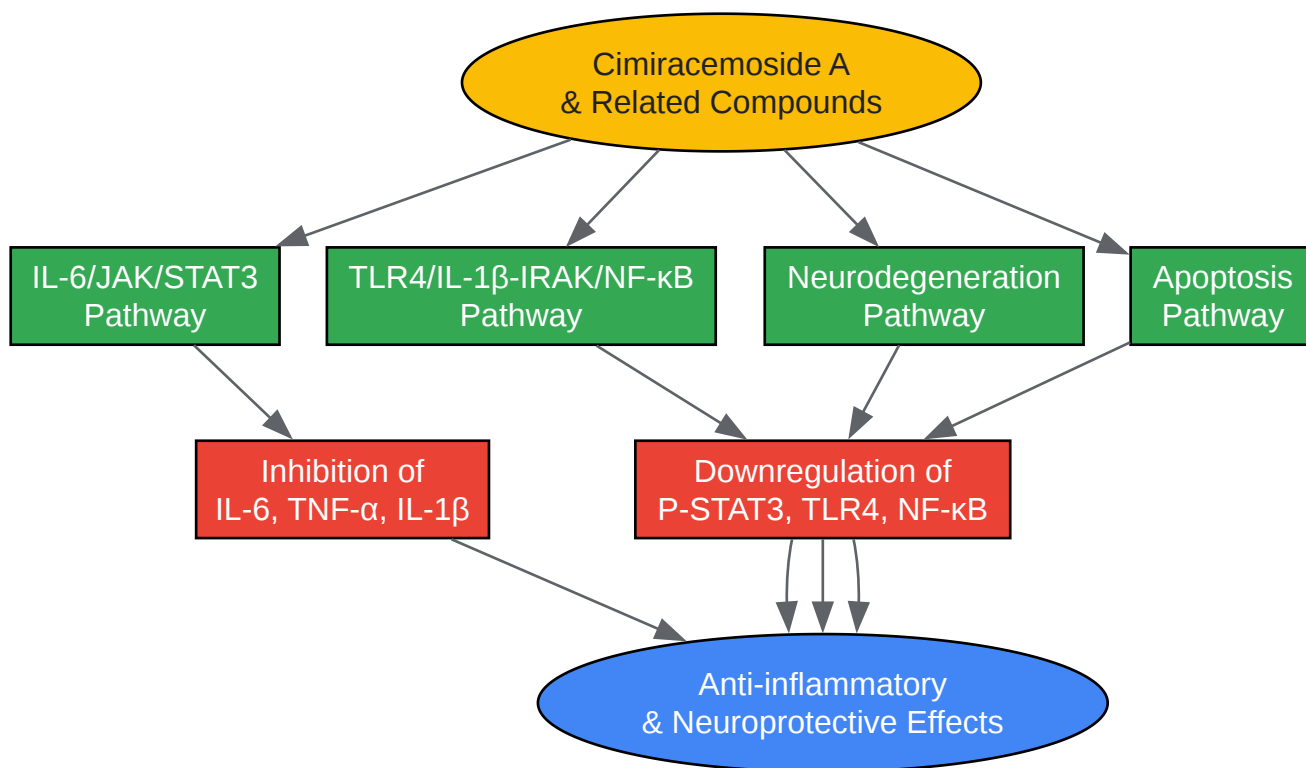 Cimiracemoside A
& Related Compounds
IL-6/JAK/STAT3
Pathway
TLR4/IL-1β-IRAK/NF-κB
Pathway
Neurodegeneration
Pathway
Apoptosis
Pathway
Inhibition of
IL-6, TNF-α, IL-1β
Downregulation of
P-STAT3, TLR4, NF-κB
Anti-inflammatory
& Neuroprotective Effects